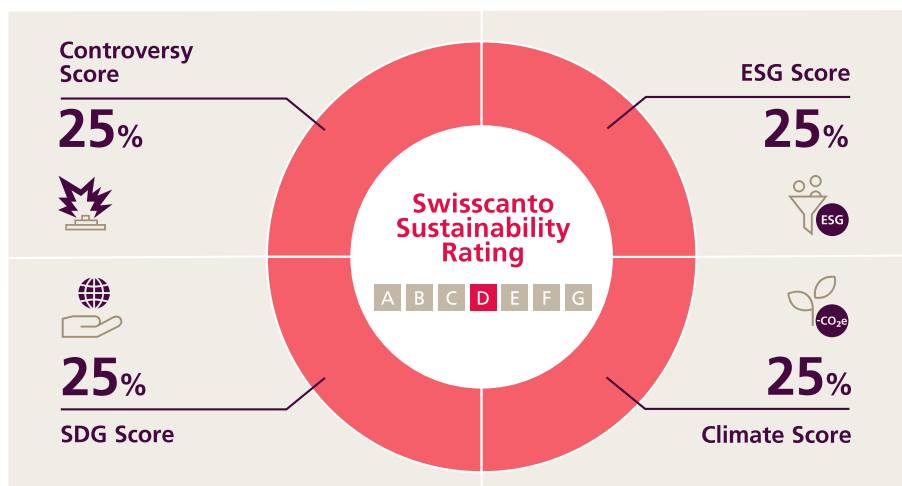 Controversy
Score
25%
ESG Score
25%
ESG
Swisscanto
Sustainability
Rating
A B C D E F G
25%
SDG Score
-CO₂e
25%
Climate Score